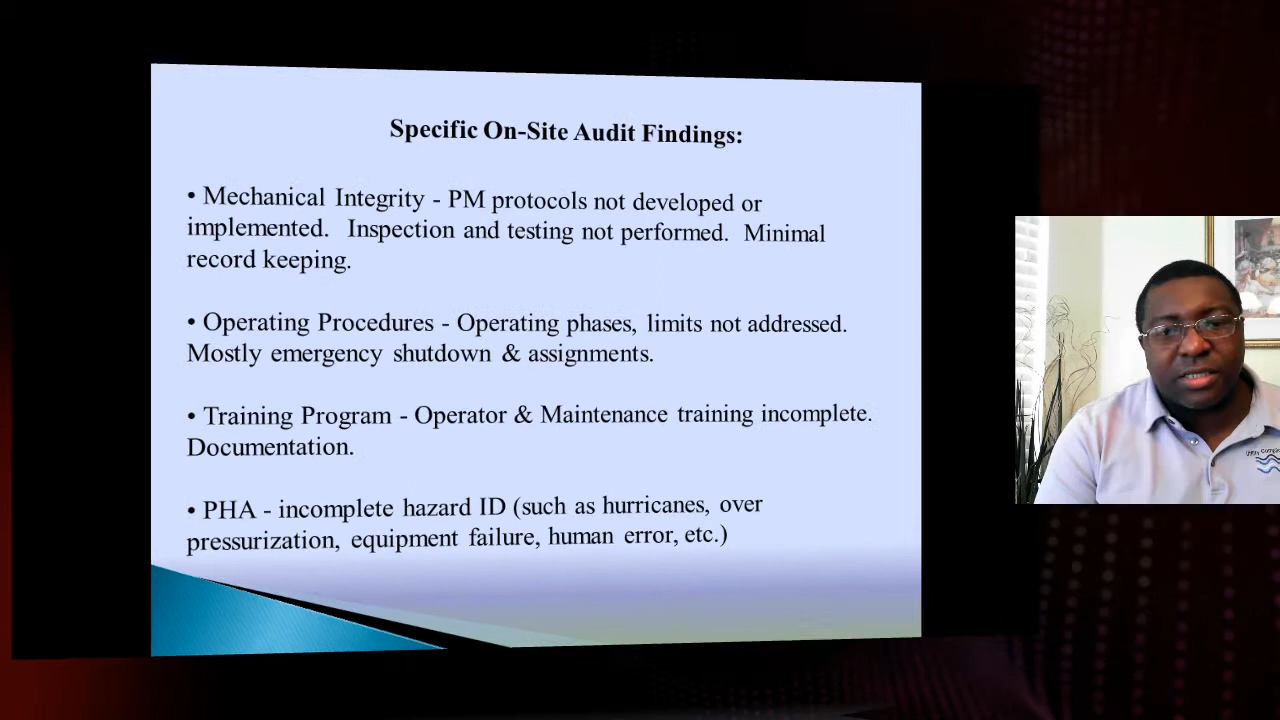 Specific On-Site Audit Findings:
• Mechanical Integrity - PM protocols not developed or
implemented. Inspection and testing not performed. Minimal
record keeping.
• Operating Procedures - Operating phases, limits not addressed.
Mostly emergency shutdown & assignments.
• Training Program - Operator & Maintenance training incomplete.
Documentation.
• PHA - incomplete hazard ID (such as hurricanes, over
pressurization, equipment failure, human error, etc.)